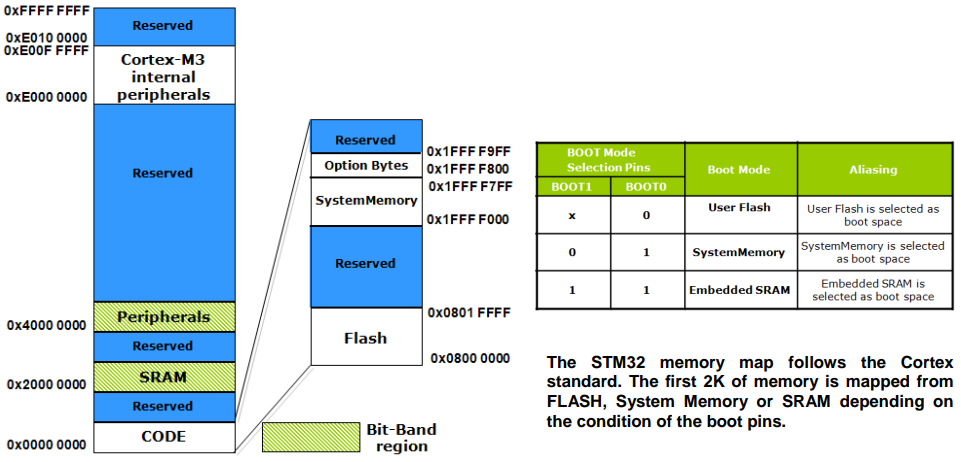 0xFFFF FFFF
Reserved
0xE010 0000
0xE00F FFFF
Cortex-M3
internal
peripherals
0xE000 0000
Reserved
Peripherals
0x4000 0000
Reserved
SRAM
0x2000 0000
Reserved
CODE
0x0000 0000
Reserved
0x1FFF F9FF
Option Bytes
0x1FFF F800
0x1FFF F7FF
SystemMemory
0x1FFF F000
Reserved
0x0801 FFFF
Flash
0x0800 0000
Bit-Band
region
BOOT Mode
Selection Pins
Boot Mode
Aliasing
BOOT1
BOOT0
x
0
User Flash
User Flash is selected as
boot space
0
1
SystemMemory
SystemMemory is selected
as boot space
1
1
Embedded SRAM
Embedded SRAM is
selected as boot space
The STM32 memory map follows the Cortex
standard. The first 2K of memory is mapped from
FLASH, System Memory or SRAM depending on
the condition of the boot pins.